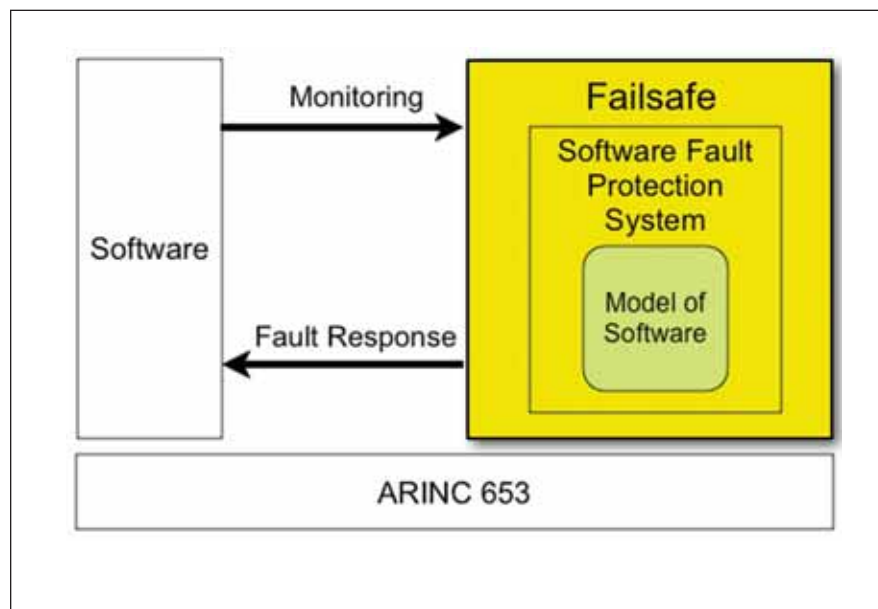 Monitoring
Failsafe
Software Fault
Protection
System
Software
Model of
Software
Fault Response
ARINC 653